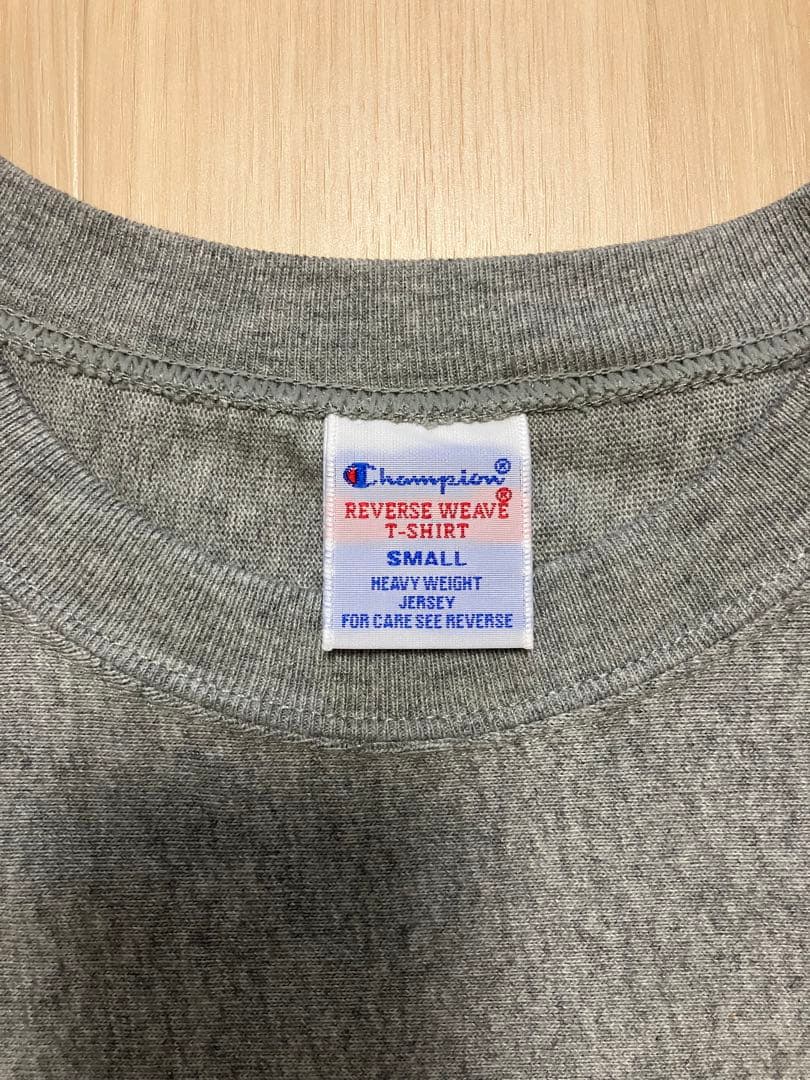 Champion®
REVERSE WEAVE®
T-SHIRT
SMALL
HEAVY WEIGHT
JERSEY
FOR CARE SEE REVERSE